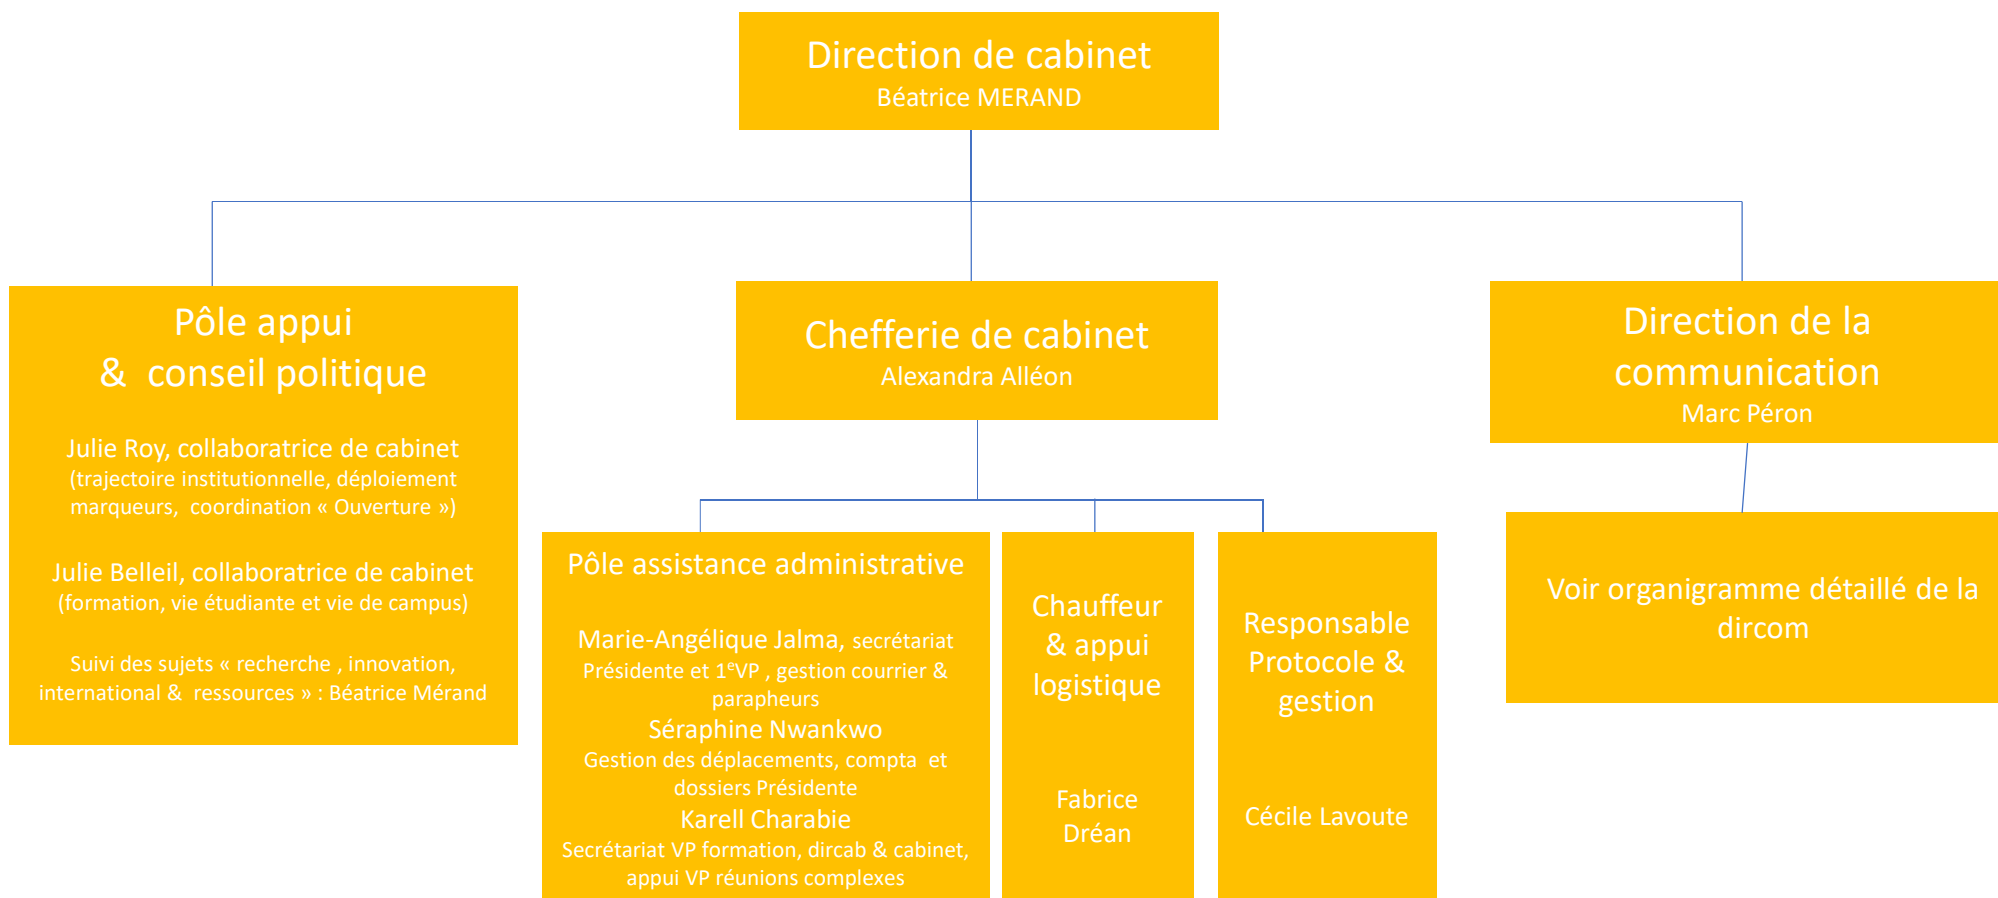 Direction de cabinet
Béatrice MERAND
Pôle appui
& conseil politique
Julie Roy, collaboratrice de cabinet
(trajectoire institutionnelle, déploiement
marqueurs, coordination « Ouverture »)
Julie Belleil, collaboratrice de cabinet
(formation, vie étudiante et vie de campus)
Suivi des sujets « recherche , innovation,
international & ressources » : Béatrice Mérand
Chefferie de cabinet
Alexandra Alléon
Direction de la
communication
Marc Péron
Pôle assistance administrative
Marie-Angélique Jalma, secrétariat
Présidente et 1ᵉVP , gestion courrier &
parapheurs
Séraphine Nwankwo
Gestion des déplacements, compta et
dossiers Présidente
Karell Charabie
Secrétariat VP formation, dircab & cabinet,
appui VP réunions complexes
Chauffeur
& appui
logistique
Fabrice
Dréan
Responsable
Protocole &
gestion
Cécile Lavoute
Voir organigramme détaillé de la
dircom